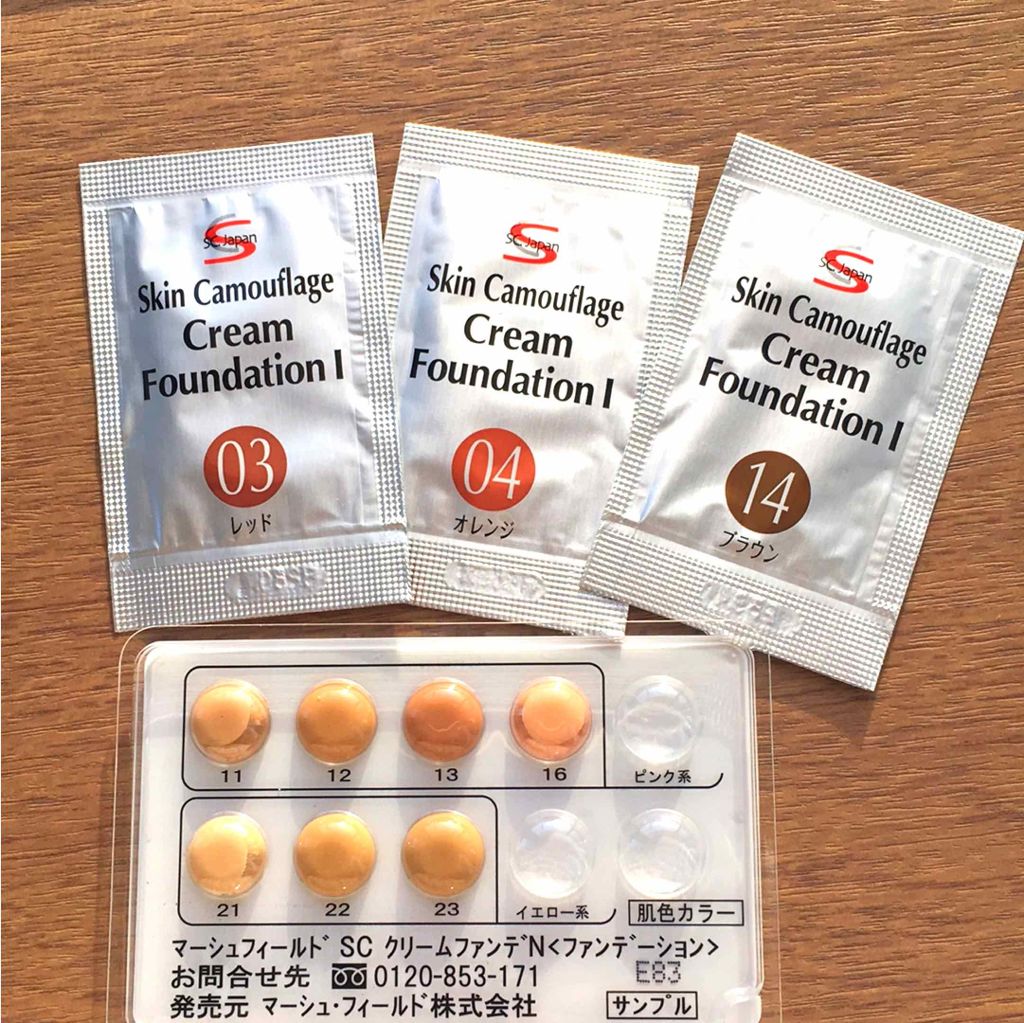 SC Japan
Skin Camouflage
Cream
Foundation I
03
レッド
SC Japan
Skin Camouflage
Cream
Foundation I
04
オレンジ
SC Japan
Skin Camouflage
Cream
Foundation I
14
ブラウン
11 12 13 16 ピンク系
21 22 23 イエロー系 肌色カラー
マーシュフィールド SC クリームファンデN<ファンデーション>
お問合せ先 0120-853-171 E83
発売元 マーシュ・フィールド株式会社 サンプル